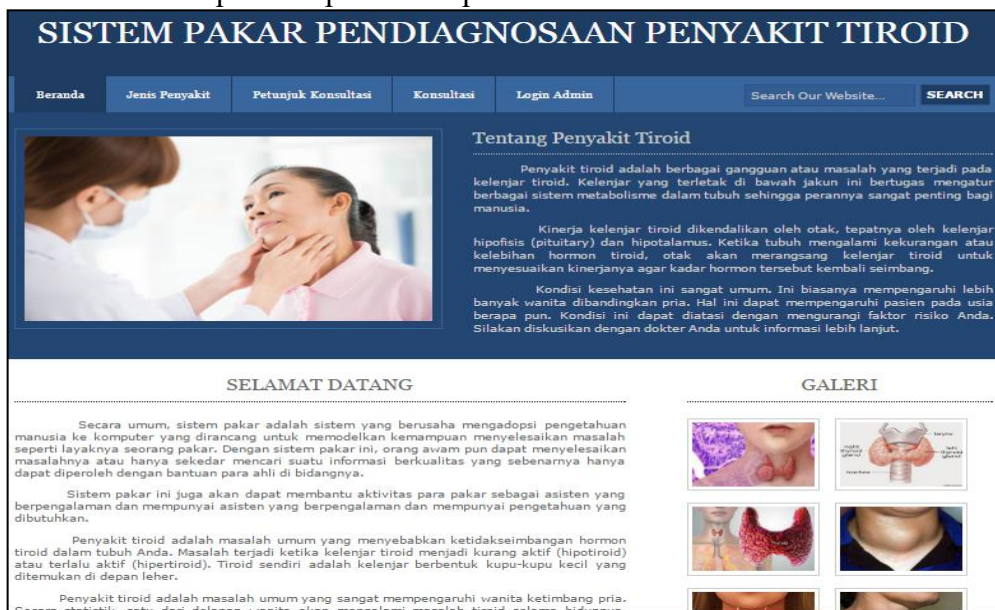 SISTEM PAKAR PENDIAGNOSAAN PENYAKIT TIROID
Beranda
Jenis Penyakit
Petunjuk Konsultasi
Konsultasi
Login Admin
Search Our Website...
SEARCH
Tentang Penyakit Tiroid
Penyakit tiroid adalah berbagai gangguan atau masalah yang terjadi pada
kelenjar tiroid. Kelenjar yang terletak di bawah jakun ini bertugas mengatur
berbagai sistem metabolisme dalam tubuh sehingga perannya sangat penting bagi
manusia.
Kinerja kelenjar tiroid dikendalikan oleh otak, tepatnya oleh kelenjar
hipofisis (pituitary) dan hipotalamus. Ketika tubuh mengalami kekurangan atau
kelebihan hormon tiroid, otak akan merangsang kelenjar tiroid untuk
menyesuaikan kinerjanya agar kadar hormon tersebut kembali seimbang.
Kondisi kesehatan ini sangat umum. Ini biasanya mempengaruhi lebih
banyak wanita dibandingkan pria. Hal ini dapat mempengaruhi pasien pada usia
berapa pun. Kondisi ini dapat diatasi dengan mengurangi faktor risiko Anda.
Silakan diskusikan dengan dokter Anda untuk informasi lebih lanjut.
SELAMAT DATANG
Secara umum, sistem pakar adalah sistem yang berusaha mengadopsi pengetahuan
manusia ke komputer yang dirancang untuk memodelkan kemampuan menyelesaikan masalah
seperti layaknya seorang pakar. Dengan sistem pakar ini, orang awam pun dapat menyelesaikan
masalahnya atau hanya sekedar mencari suatu informasi berkualitas yang sebenarnya hanya
dapat diperoleh dengan bantuan para ahli di bidangnya.
Sistem pakar ini juga akan dapat membantu aktivitas para pakar sebagai asisten yang
berpengalaman dan mempunyai asisten yang berpengalaman dan mempunyai pengetahuan yang
dibutuhkan.
Penyakit tiroid adalah masalah umum yang menyebabkan ketidakseimbangan hormon
tiroid dalam tubuh Anda. Masalah terjadi ketika kelenjar tiroid menjadi kurang aktif (hipotiroid)
atau terlalu aktif (hipertiroid). Tiroid sendiri adalah kelenjar berbentuk kupu-kupu kecil yang
ditemukan di depan leher.
Penyakit tiroid adalah masalah umum yang sangat mempengaruhi wanita ketimbang pria.
GALERI